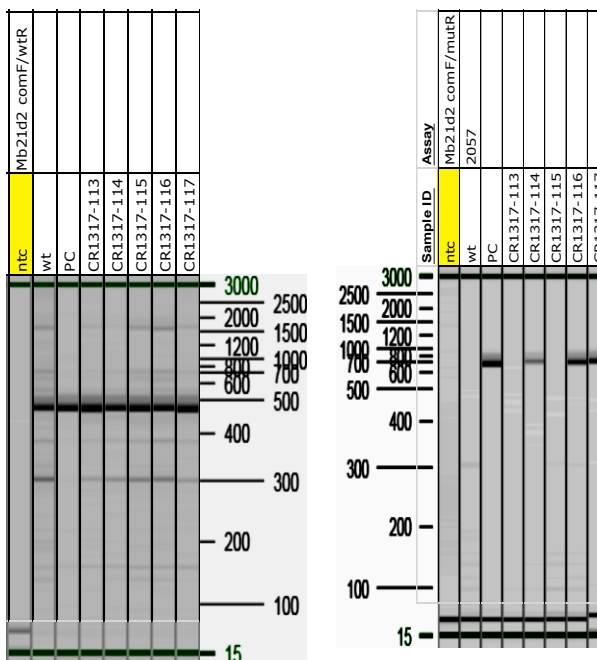 Mb21d2 comF/wtR
ntc
wt
PC
CR1317-113
CR1317-114
CR1317-115
CR1317-116
CR1317-117
3000
2500
2000
1500
1200
1000
800
700
600
500
400
300
200
100
15
Assay
Mb21d2 comF/mutR
2057
Sample ID
ntc
wt
PC
CR1317-113
CR1317-114
CR1317-115
CR1317-116
CR1317-117
3000
2500
2000
1500
1200
1000
800
700
600
500
400
300
200
100
15